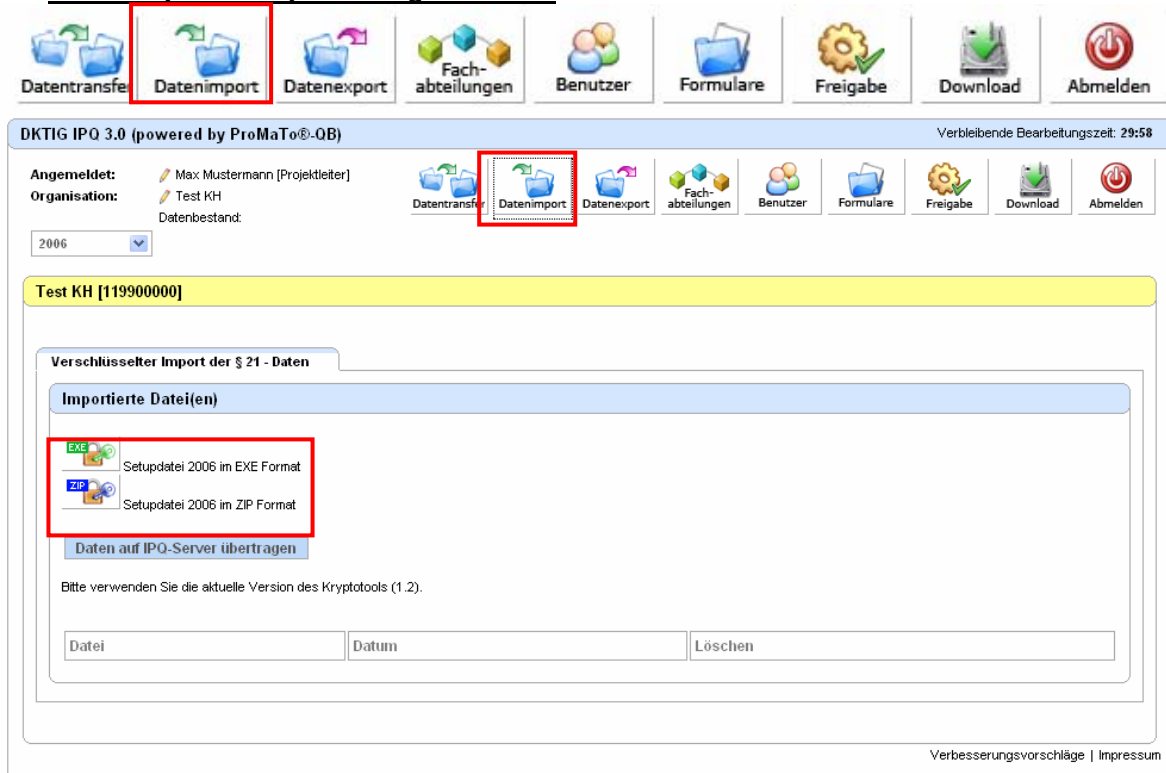 Datentransfer Datenimport Datenexport Fach-abteilungen Benutzer Formulare Freigabe Download Abmelden
DKTIG IPQ 3.0 (powered by ProMaTo®-QB) Verbleibende Bearbeitungszeit: 29:58
Angemeldet: Max Mustermann [Projektleiter]
Organisation: Test KH
Datenbestand:
Datentransfer Datenimport Datenexport Fach-abteilungen Benutzer Formulare Freigabe Download Abmelden
2006
Test KH [119900000]
Verschlüsselter Import der § 21 - Daten
Importierte Datei(en)
EXE Setupdatei 2006 im EXE Format
ZIP Setupdatei 2006 im ZIP Format
Daten auf IPQ-Server übertragen
Bitte verwenden Sie die aktuelle Version des Kryptotools (1.2).
Datei Datum Löschen
Verbesserungsvorschläge | Impressum